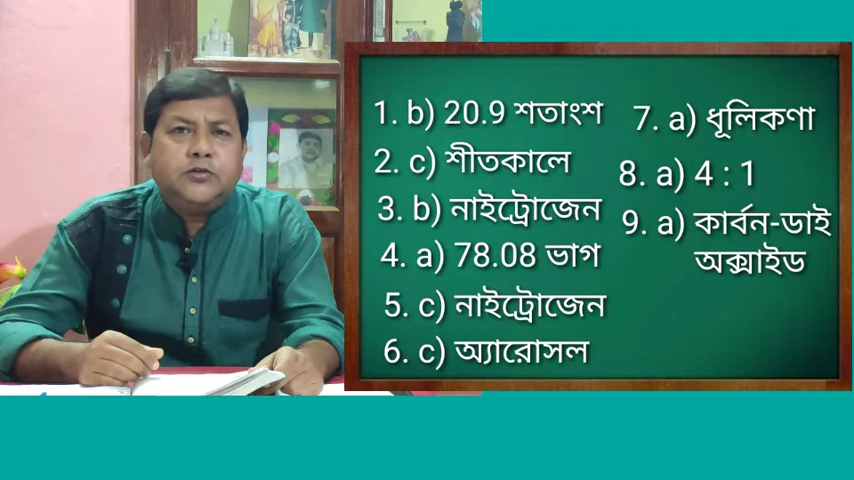 1. b) 20.9 শতাংশ
2. c) শীতকালে
3. b) নাইট্রোজেন
4. a) 78.08 ভাগ
5. c) নাইট্রোজেন
6. c) অ্যারোসল
7. a) ধূলিকণা
8. a) 4 : 1
9. a) কার্বন-ডাই
অক্সাইড